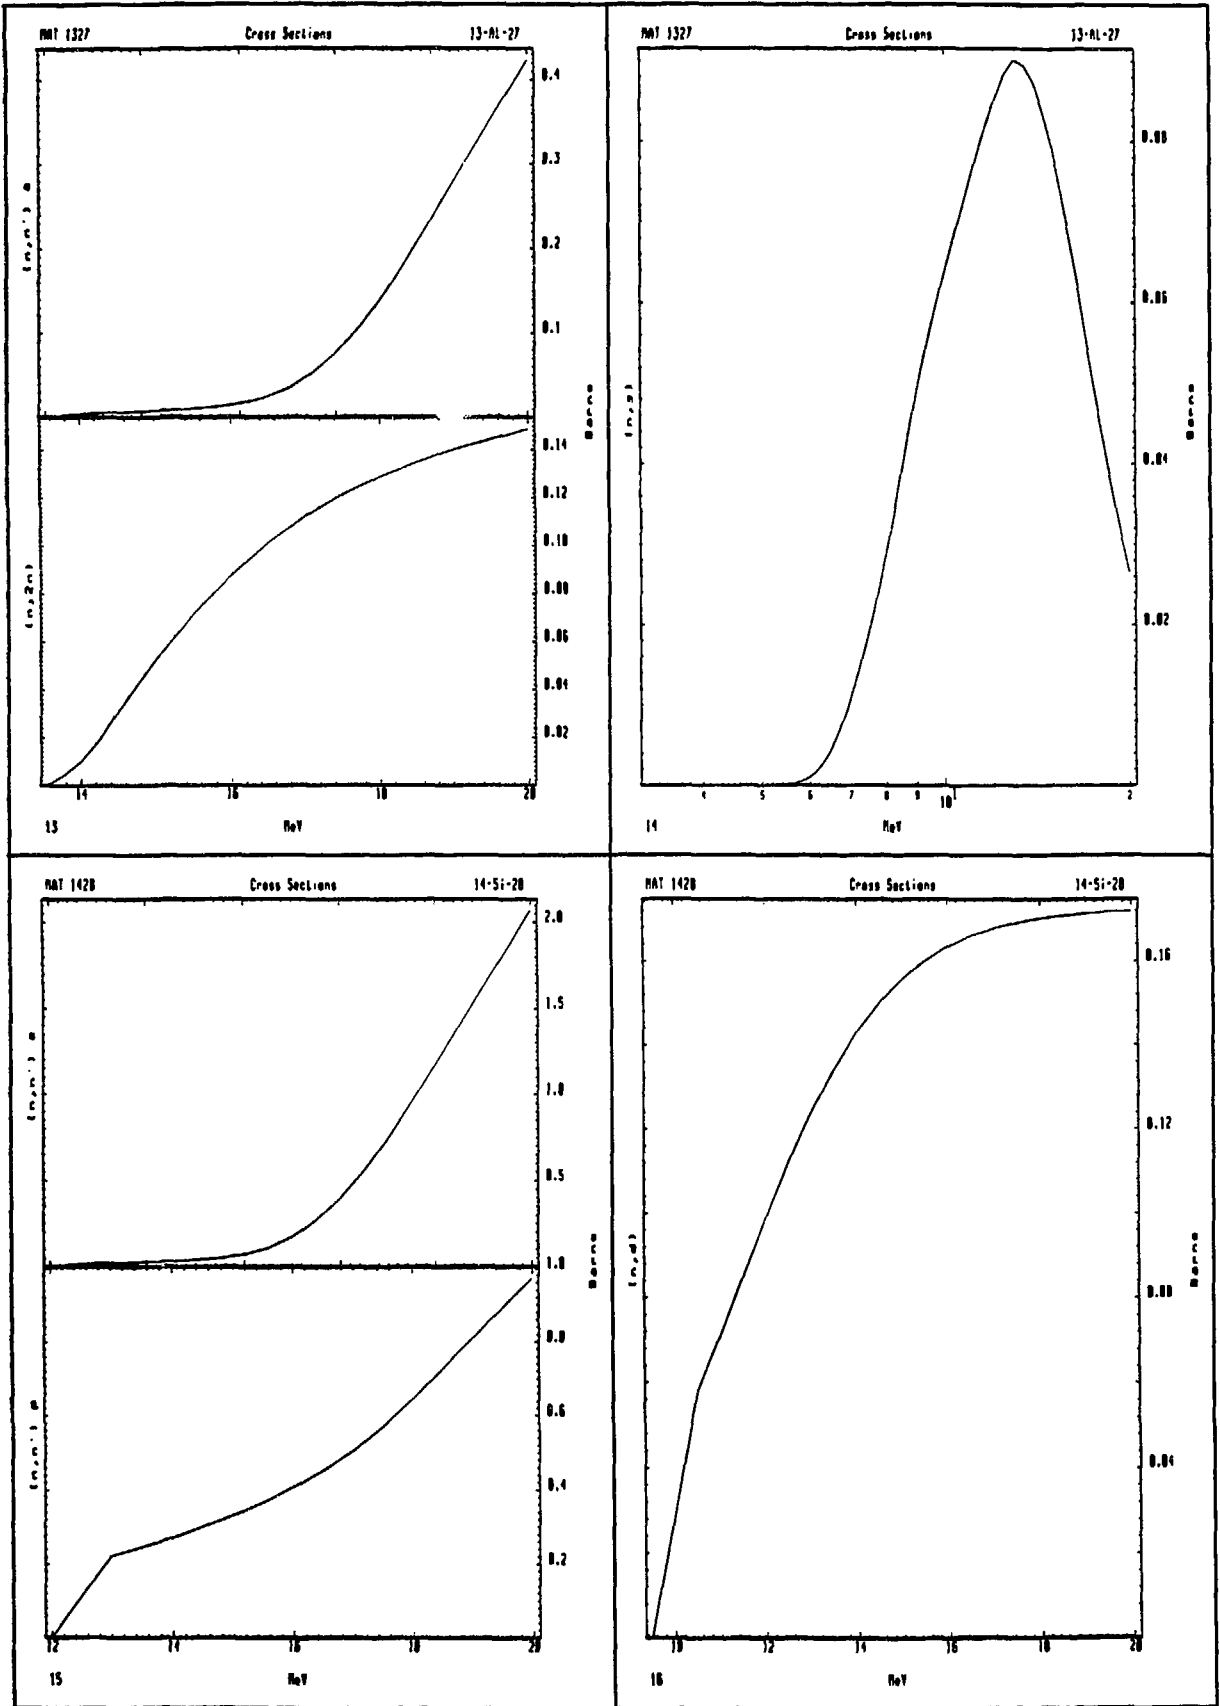 MAT 1327 Cross Sections 13-AL-27
0.4
0.3
0.2
0.1
(n,n') a
Barns
0.14
0.12
0.10
0.08
0.06
0.04
0.02
(n,2n)
14 16 18 20
13 MeV
MAT 1327 Cross Sections 13-AL-27
0.08
0.06
0.04
0.02
Barns
4 5 6 7 8 9 10 2
14 MeV
MAT 1428 Cross Sections 14-Si-28
2.0
1.5
1.0
0.5
(n,n') a
Barns
1.0
0.8
0.6
0.4
0.2
(n,n') p
12 14 16 18 20
15 MeV
MAT 1428 Cross Sections 14-Si-28
0.16
0.12
0.08
0.04
(n,d)
Barns
10 12 14 16 18 20
16 MeV